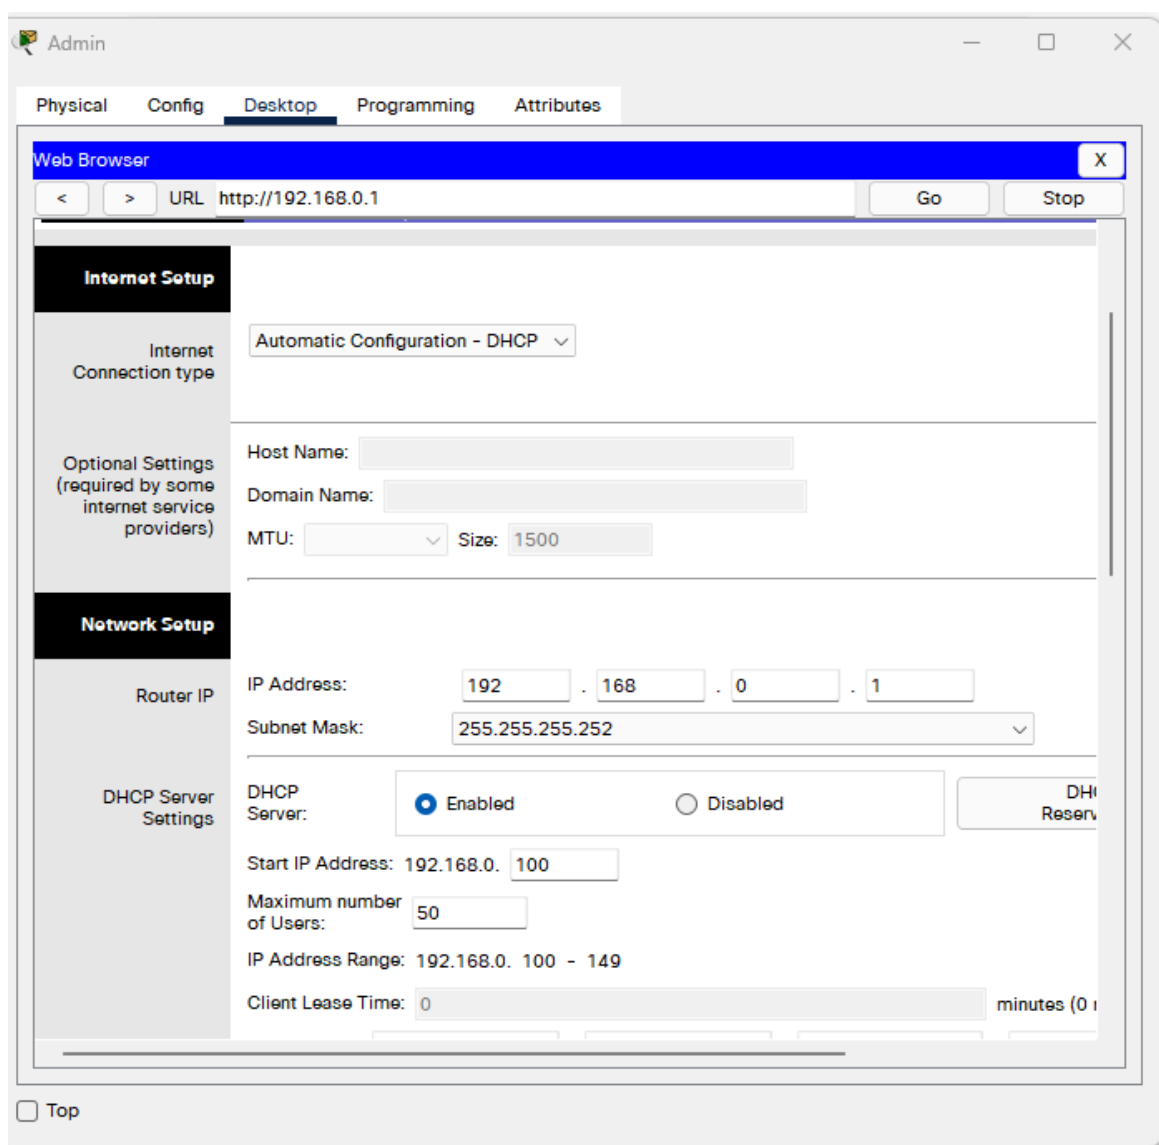 Admin
Physical Config Desktop Programming Attributes
Web Browser X
< > URL http://192.168.0.1 Go Stop
Internet Setup
Internet
Connection type
Automatic Configuration - DHCP
Optional Settings
(required by some
internet service
providers)
Host Name:
Domain Name:
MTU: Size: 1500
Network Setup
Router IP
IP Address: 192 . 168 . 0 . 1
Subnet Mask: 255.255.255.252
DHCP Server
Settings
DHCP
Server:
Enabled Disabled
DH
Reserv
Start IP Address: 192.168.0. 100
Maximum number
of Users:
50
IP Address Range: 192.168.0. 100 - 149
Client Lease Time: 0 minutes (0
Top